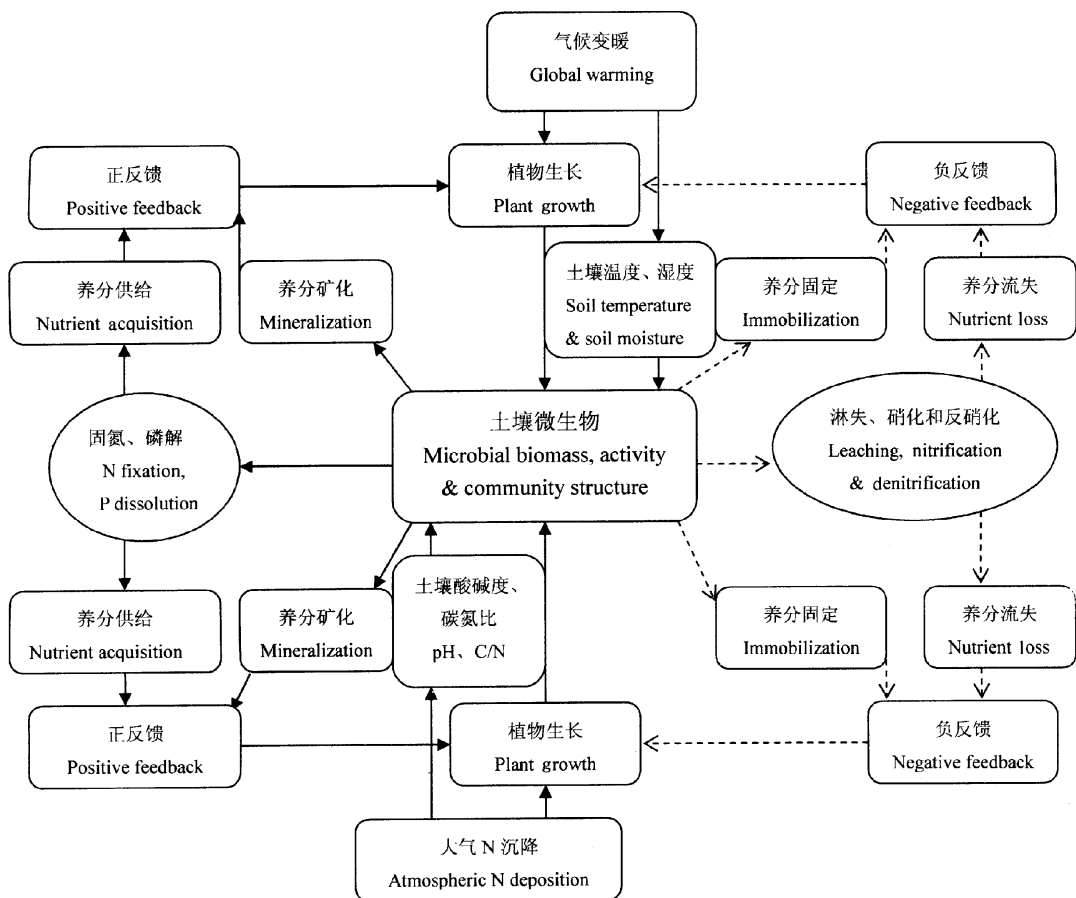 气候变暖
Global warming
正反馈
Positive feedback
植物生长
Plant growth
负反馈
Negative feedback
养分供给
Nutrient acquisition
养分矿化
Mineralization
土壤温度、湿度
Soil temperature
& soil moisture
养分固定
Immobilization
养分流失
Nutrient loss
固氮、磷解
N fixation,
P dissolution
土壤微生物
Microbial biomass, activity
& community structure
淋失、硝化和反硝化
Leaching, nitrification
& denitrification
养分供给
Nutrient acquisition
养分矿化
Mineralization
土壤酸碱度、
碳氮比
pH、C/N
养分固定
Immobilization
养分流失
Nutrient loss
正反馈
Positive feedback
植物生长
Plant growth
负反馈
Negative feedback
大气 N 沉降
Atmospheric N deposition